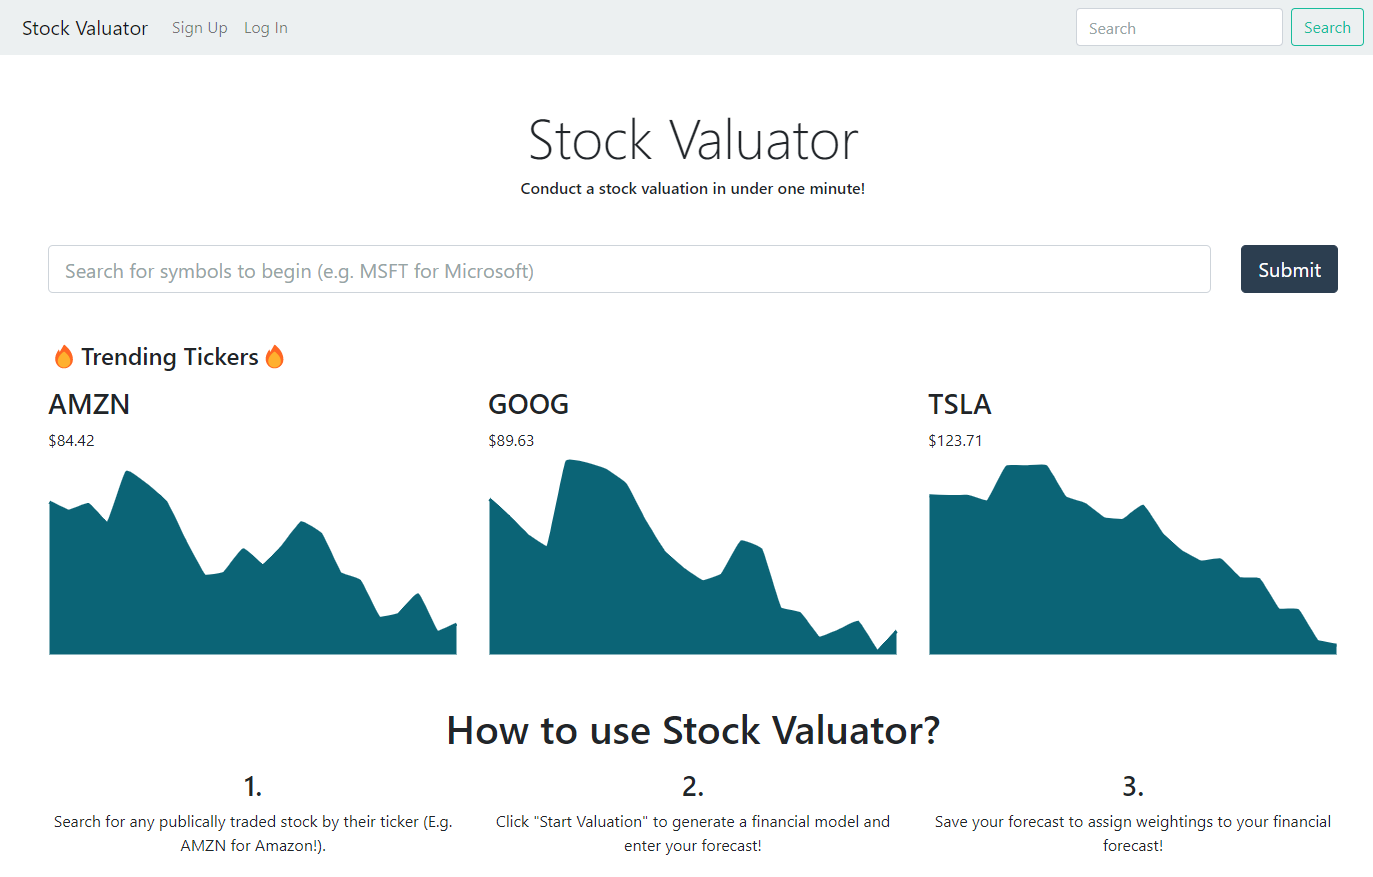 Stock Valuator Sign Up Log In Search Search
Stock Valuator
Conduct a stock valuation in under one minute!
Search for symbols to begin (e.g. MSFT for Microsoft) Submit
🔥 Trending Tickers 🔥
AMZN
$84.42
GOOG
$89.63
TSLA
$123.71
How to use Stock Valuator?
1.
Search for any publically traded stock by their ticker (E.g.
AMZN for Amazon!).
2.
Click "Start Valuation" to generate a financial model and
enter your forecast!
3.
Save your forecast to assign weightings to your financial
forecast!